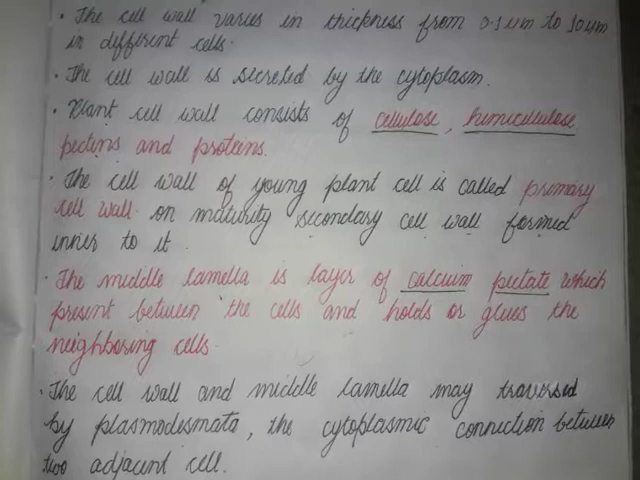 • The cell wall varies in thickness from 0.1 µm to 10 µm
in different cells.
• The cell wall is secreted by the cytoplasm.
• Plant cell wall consists of cellulose, hemicellulose
pectins and proteins.
• The cell wall of young plant cell is called primary
cell wall on maturity secondary cell wall formed
inner to it.
• The middle lamella is layer of calcium pectate which
present between the cells and holds or glues the
neighboring cells
• The cell wall and middle lamella may traversed
by plasmodesmata, the cytoplasmic connection between
two adjacent cell.